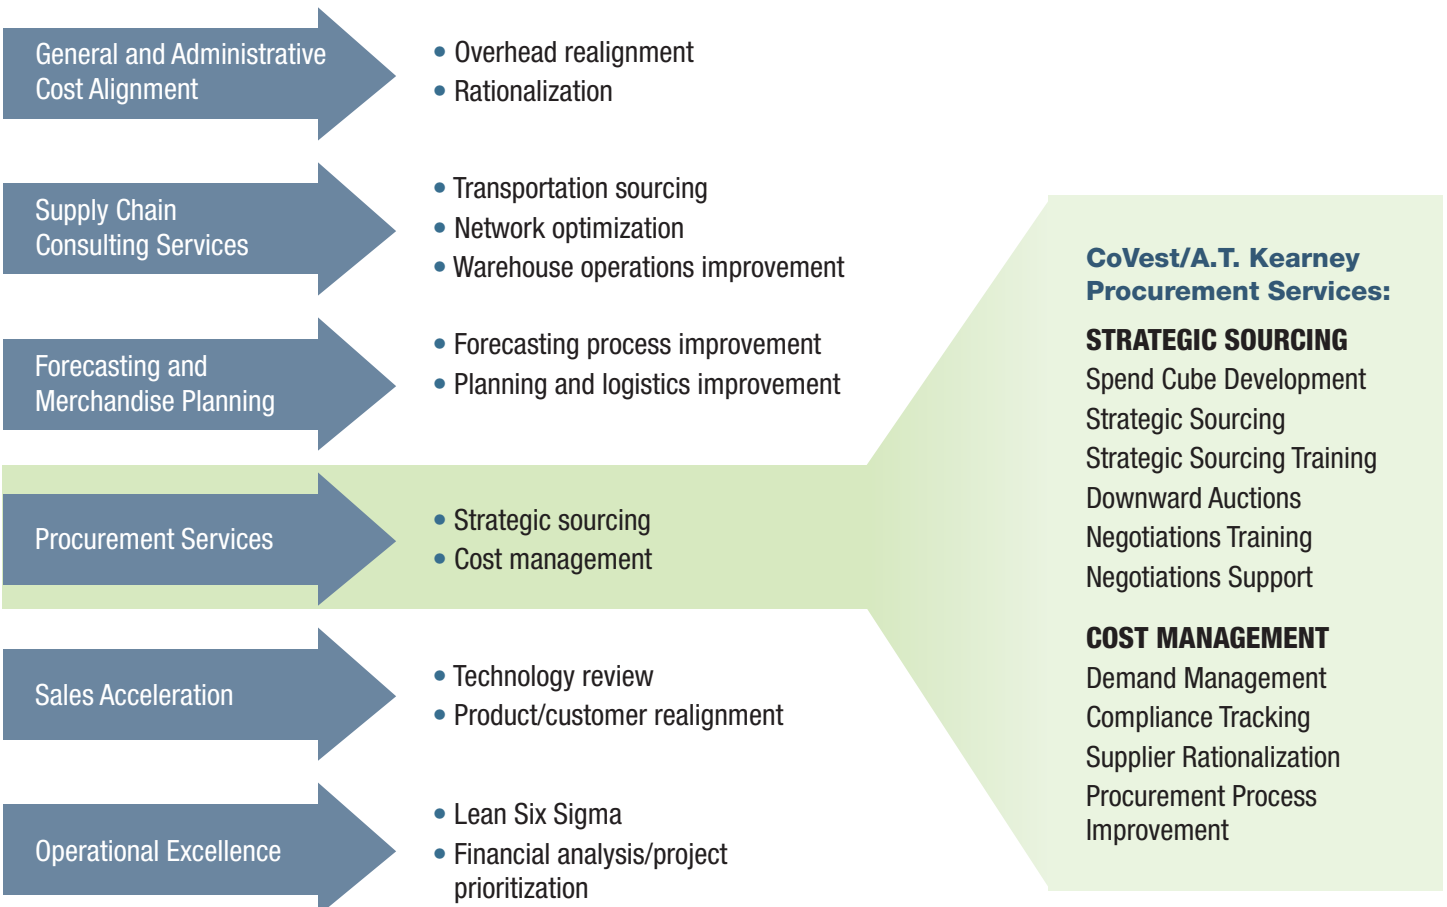 General and Administrative
Cost Alignment
• Overhead realignment
• Rationalization
Supply Chain
Consulting Services
• Transportation sourcing
• Network optimization
• Warehouse operations improvement
Forecasting and
Merchandise Planning
• Forecasting process improvement
• Planning and logistics improvement
Procurement Services
• Strategic sourcing
• Cost management
Sales Acceleration
• Technology review
• Product/customer realignment
Operational Excellence
• Lean Six Sigma
• Financial analysis/project
prioritization
CoVest/A.T. Kearney
Procurement Services:
STRATEGIC SOURCING
Spend Cube Development
Strategic Sourcing
Strategic Sourcing Training
Downward Auctions
Negotiations Training
Negotiations Support
COST MANAGEMENT
Demand Management
Compliance Tracking
Supplier Rationalization
Procurement Process
Improvement